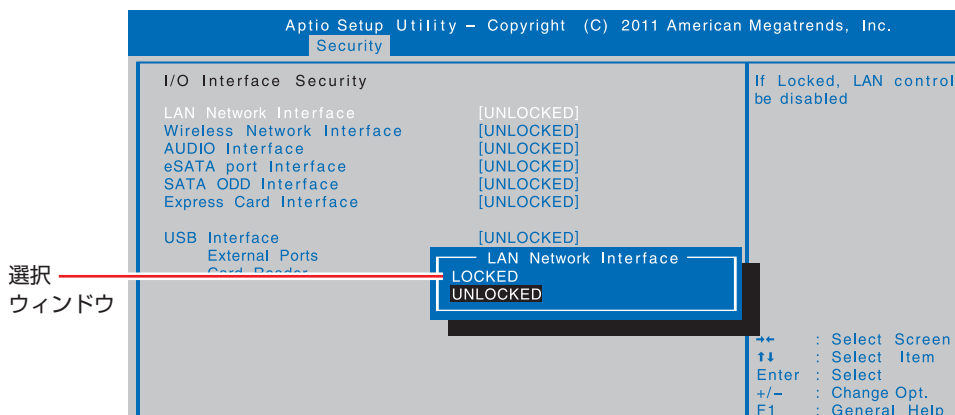 Aptio Setup Utility – Copyright (C) 2011 American Megatrends, Inc.
Security
I/O Interface Security
LAN Network Interface [UNLOCKED]
Wireless Network Interface [UNLOCKED]
AUDIO Interface [UNLOCKED]
eSATA port Interface [UNLOCKED]
SATA ODD Interface [UNLOCKED]
Express Card Interface [UNLOCKED]
USB Interface [UNLOCKED]
External Ports
Card Reader
LAN Network Interface
LOCKED
UNLOCKED
If Locked, LAN control
be disabled
→← : Select Screen
↑↓ : Select Item
Enter : Select
+/– : Change Opt.
F1 : General Help
選択
ウィンドウ